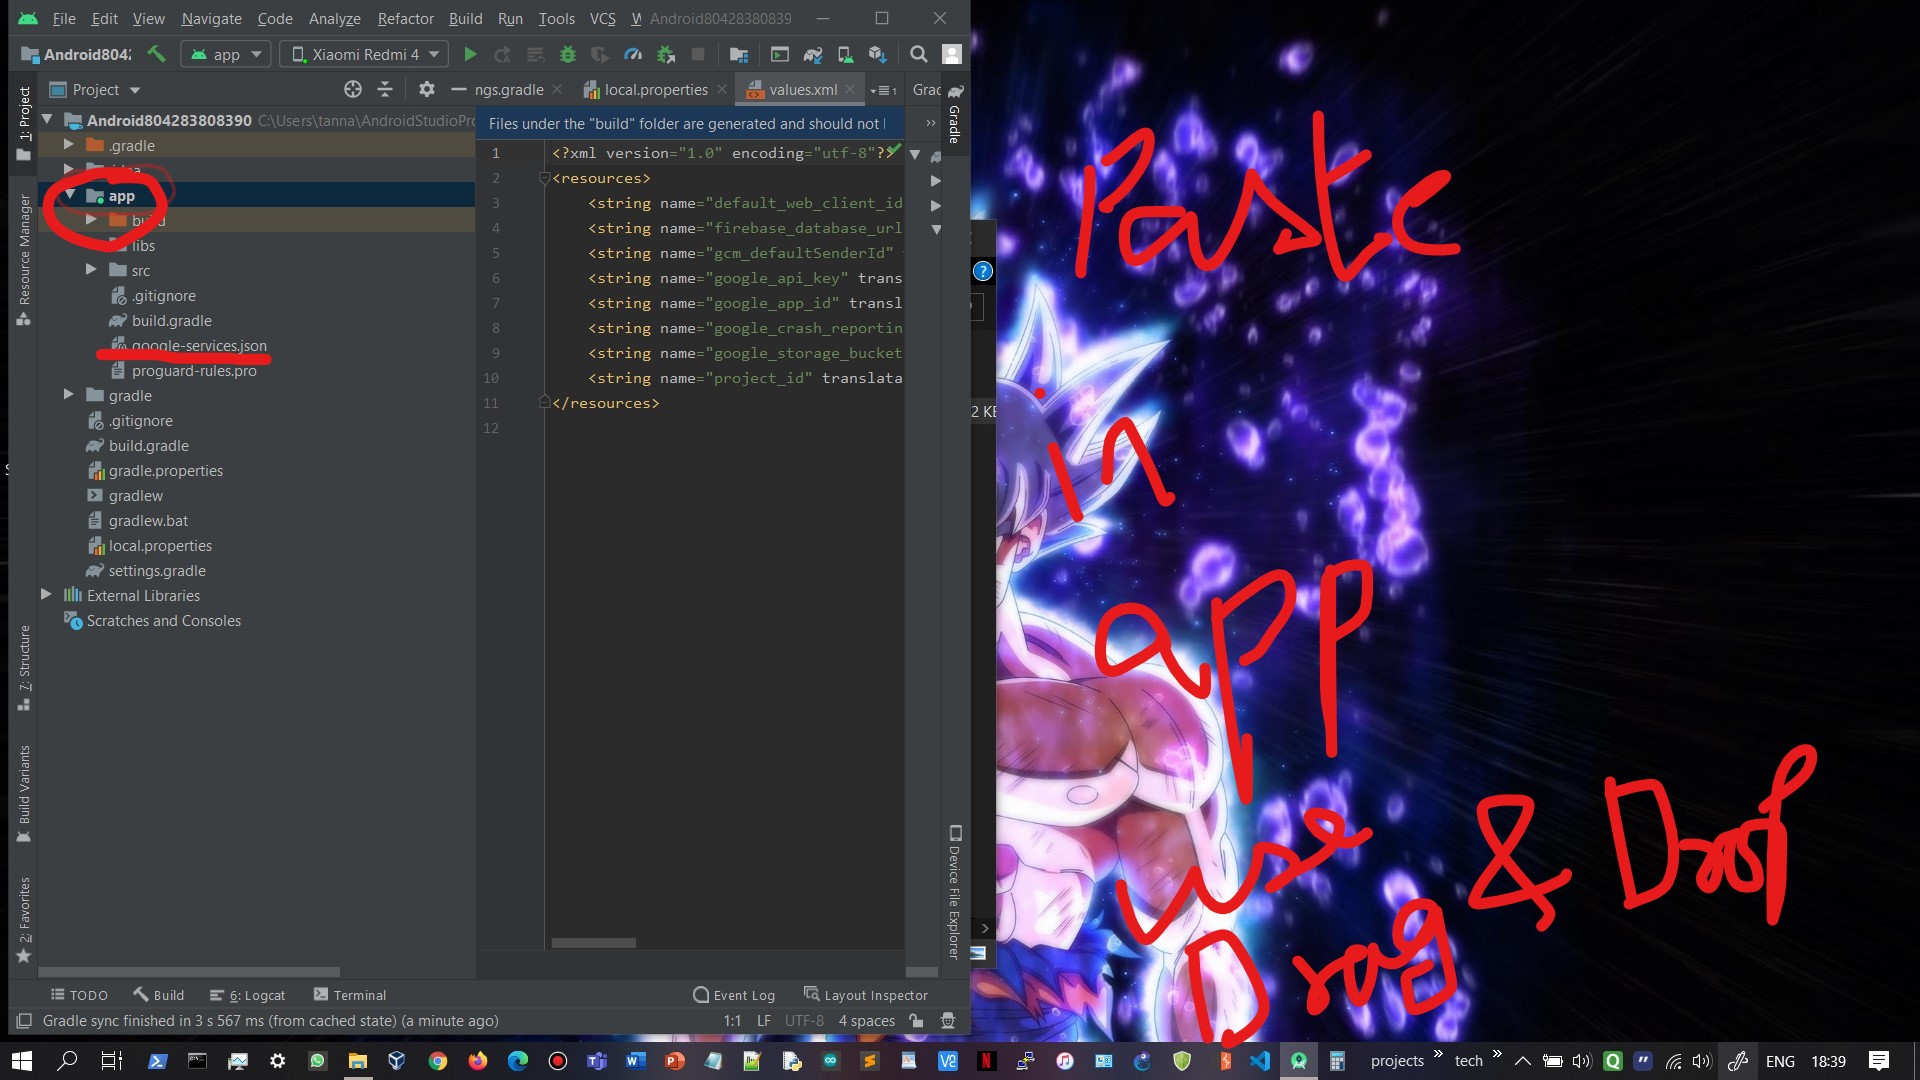 File Edit View Navigate Code Analyze Refactor Build Run Tools VCS W Android80428380839
Android804: app Xiaomi Redmi 4
Project ngs.gradle local.properties values.xml 1 Grad
Android804283808390 C:\Users\tanna\AndroidStudioPro
Files under the "build" folder are generated and should not
.gradle
app
build
libs
src
.gitignore
build.gradle
google-services.json
proguard-rules.pro
gradle
.gitignore
build.gradle
gradle.properties
gradlew
gradlew.bat
local.properties
settings.gradle
External Libraries
Scratches and Consoles
1 <?xml version="1.0" encoding="utf-8"?>
2 <resources>
3 <string name="default_web_client_id
4 <string name="firebase_database_url
5 <string name="gcm_defaultSenderId" t
6 <string name="google_api_key" trans
7 <string name="google_app_id" transl
8 <string name="google_crash_reportin
9 <string name="google_storage_bucket
10 <string name="project_id" translata
11 </resources>
12
1: Project
Resource Manager
7: Structure
Build Variants
2: Favorites
Gradle
Device File Explorer
?
2 KE
Paste
in
app
use
Drag & Drop
TODO Build 6: Logcat Terminal Event Log Layout Inspector
Gradle sync finished in 3 s 567 ms (from cached state) (a minute ago) 1:1 LF UTF-8 4 spaces
projects » tech » ENG 18:39